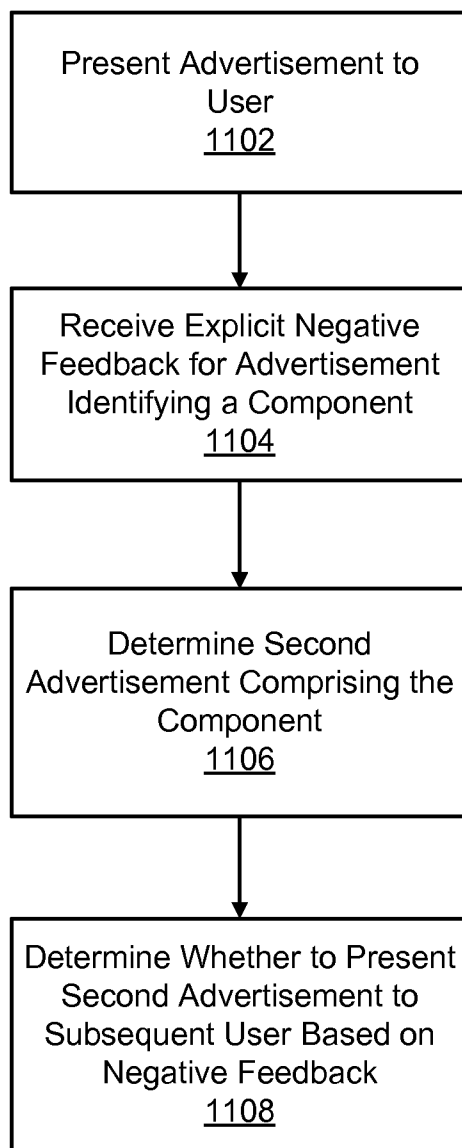 Present Advertisement to
User
1102
Receive Explicit Negative
Feedback for Advertisement
Identifying a Component
1104
Determine Second
Advertisement Comprising the
Component
1106
Determine Whether to Present
Second Advertisement to
Subsequent User Based on
Negative Feedback
1108